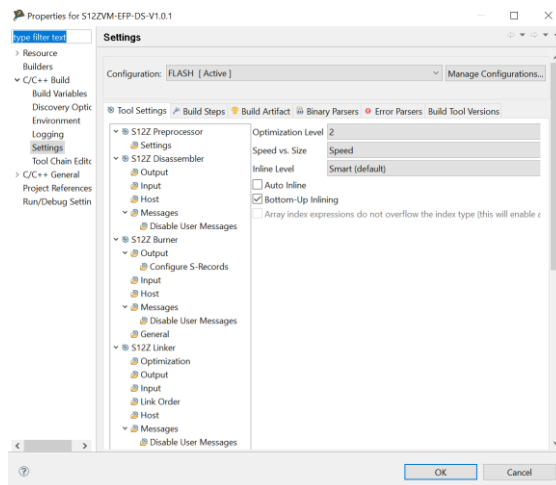 Properties for S12ZVM-EFP-DS-V1.0.1
type filter text
Settings
Resource
Builders
C/C++ Build
Build Variables
Discovery Optic
Environment
Logging
Settings
Tool Chain Edito
C/C++ General
Project References
Run/Debug Settin
Configuration: FLASH [ Active ]
Manage Configurations...
Tool Settings Build Steps Build Artifact Binary Parsers Error Parsers Build Tool Versions
S12Z Preprocessor
Settings
S12Z Disassembler
Output
Input
Host
Messages
Disable User Messages
S12Z Burner
Output
Configure S-Records
Input
Host
Messages
Disable User Messages
General
S12Z Linker
Optimization
Output
Input
Link Order
Host
Messages
Disable User Messages
Optimization Level 2
Speed vs. Size Speed
Inline Level Smart (default)
Auto Inline
Bottom-Up Inlining
Array index expressions do not overflow the index type (this will enable a
OK
Cancel